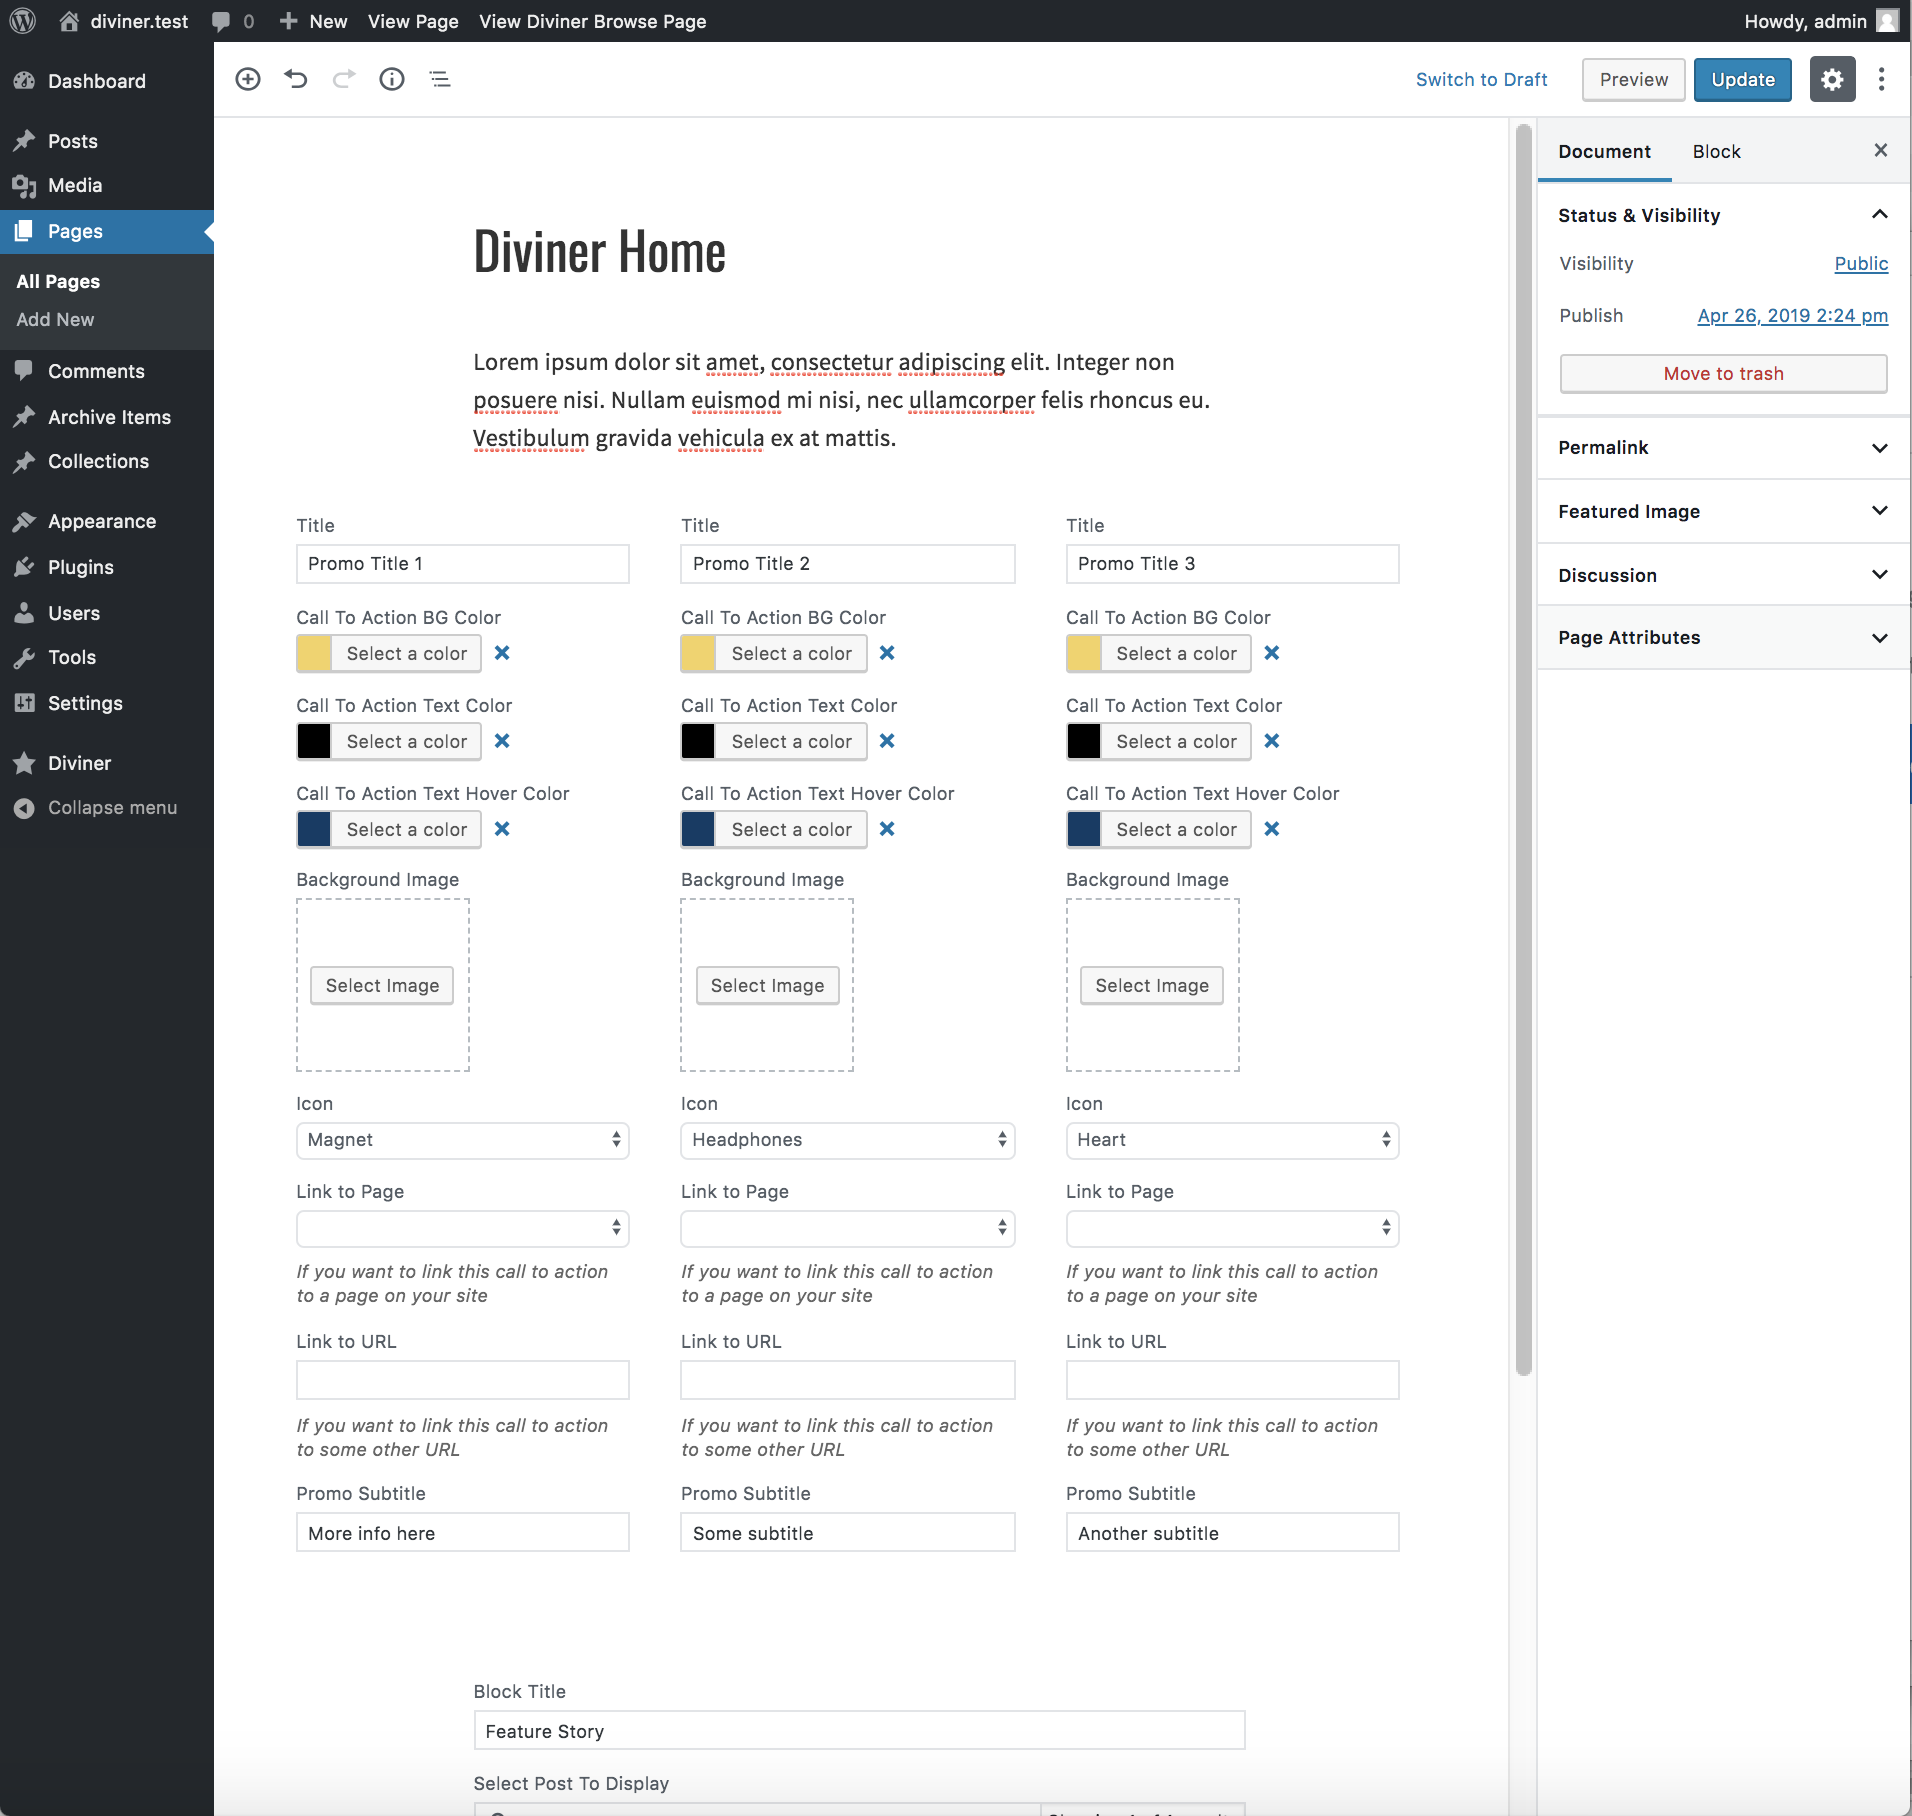 diviner.test 0 New View Page View Diviner Browse Page Howdy, admin
Dashboard
Posts
Media
Pages
All Pages
Add New
Comments
Archive Items
Collections
Appearance
Plugins
Users
Tools
Settings
Diviner
Collapse menu
Switch to Draft Preview Update
Diviner Home
Lorem ipsum dolor sit amet, consectetur adipiscing elit. Integer non
posuere nisi. Nullam euismod mi nisi, nec ullamcorper felis rhoncus eu.
Vestibulum gravida vehicula ex at mattis.
Title Title Title
Promo Title 1 Promo Title 2 Promo Title 3
Call To Action BG Color Call To Action BG Color Call To Action BG Color
Select a color Select a color Select a color
Call To Action Text Color Call To Action Text Color Call To Action Text Color
Select a color Select a color Select a color
Call To Action Text Hover Color Call To Action Text Hover Color Call To Action Text Hover Color
Select a color Select a color Select a color
Background Image Background Image Background Image
Select Image Select Image Select Image
Icon Icon Icon
Magnet Headphones Heart
Link to Page Link to Page Link to Page
If you want to link this call to action If you want to link this call to action If you want to link this call to action
to a page on your site to a page on your site to a page on your site
Link to URL Link to URL Link to URL
If you want to link this call to action If you want to link this call to action If you want to link this call to action
to some other URL to some other URL to some other URL
Promo Subtitle Promo Subtitle Promo Subtitle
More info here Some subtitle Another subtitle
Block Title
Feature Story
Select Post To Display
Document Block
Status & Visibility
Visibility Public
Publish Apr 26, 2019 2:24 pm
Move to trash
Permalink
Featured Image
Discussion
Page Attributes